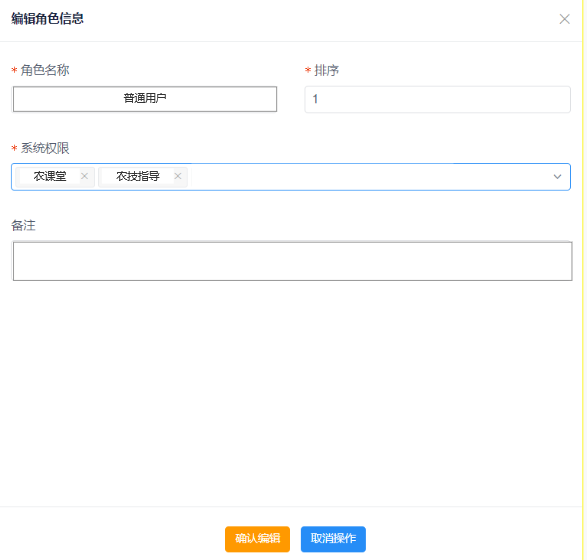 编辑角色信息
* 角色名称
* 排序
普通用户
1
* 系统权限
农课堂 × 农技指导 ×
备注
确认编辑 取消操作